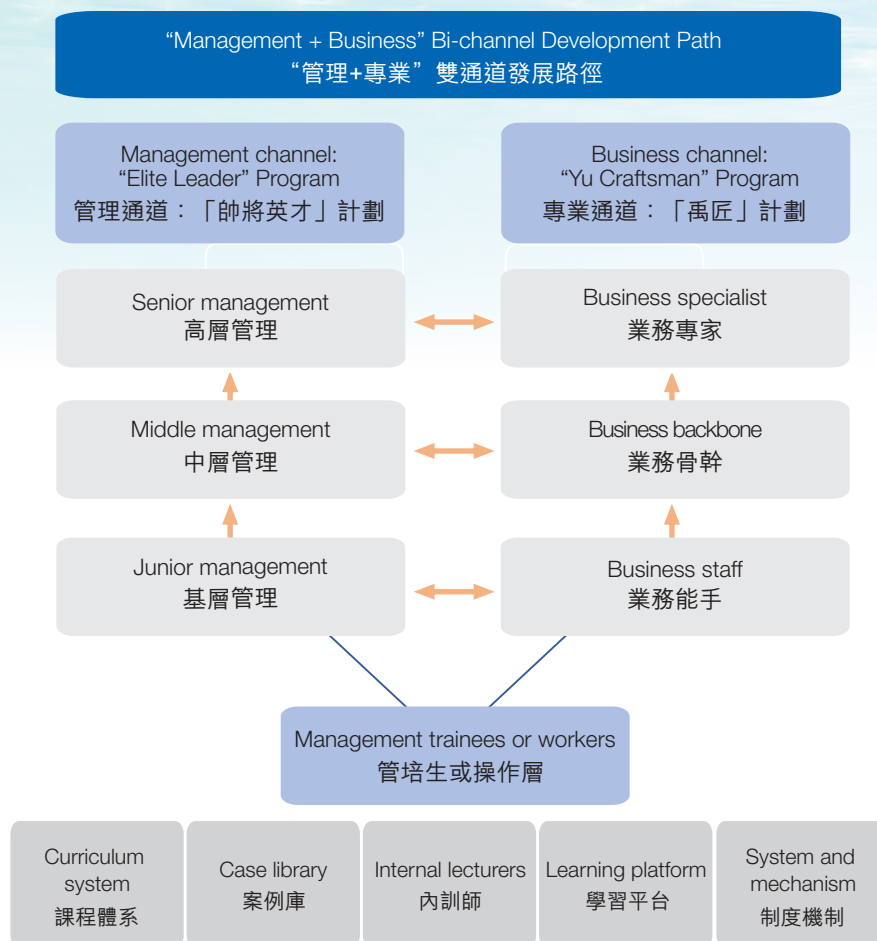 “Management + Business” Bi-channel Development Path
“管理+專業”雙通道發展路徑
Management channel:
“Elite Leader” Program
管理通道：「帥將英才」計劃
Business channel:
“Yu Craftsman” Program
專業通道：「禹匠」計劃
Senior management
高層管理
Business specialist
業務專家
Middle management
中層管理
Business backbone
業務骨幹
Junior management
基層管理
Business staff
業務能手
Management trainees or workers
管培生或操作層
Curriculum
system
課程體系
Case library
案例庫
Internal lecturers
內訓師
Learning platform
學習平台
System and
mechanism
制度機制